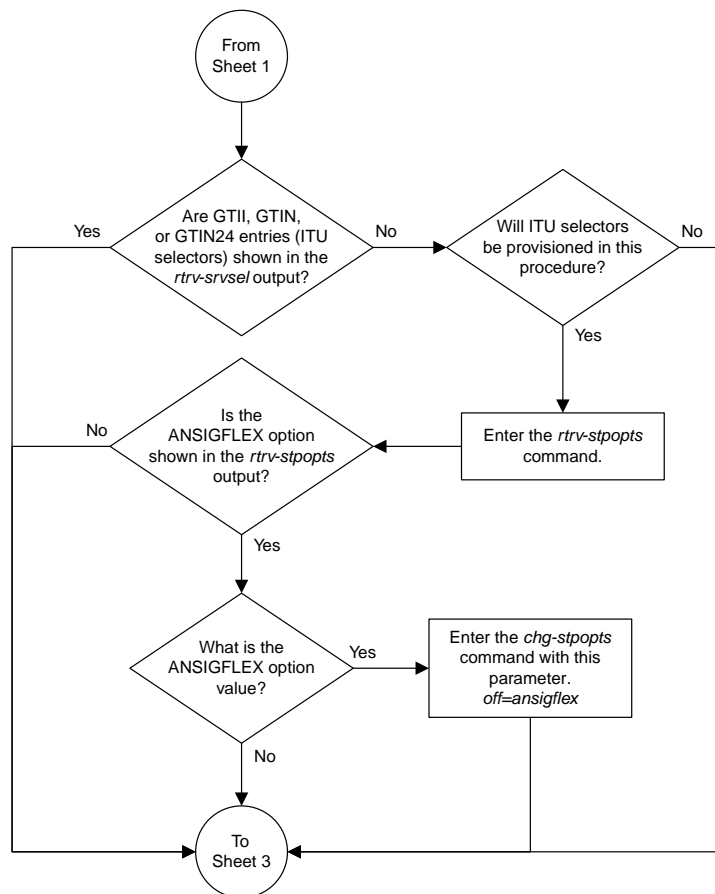 From
Sheet 1
Are GTII, GTIN,
or GTIN24 entries (ITU
selectors) shown in the
rtrv-srvsel output?
Yes
No
Will ITU selectors
be provisioned in this
procedure?
No
Yes
Enter the rtrv-stpopts
command.
Is the
ANSIGFLEX option
shown in the rtrv-stpopts
output?
No
Yes
What is the
ANSIGFLEX option
value?
Yes
No
Enter the chg-stpopts
command with this
parameter.
off=ansigflex
To
Sheet 3